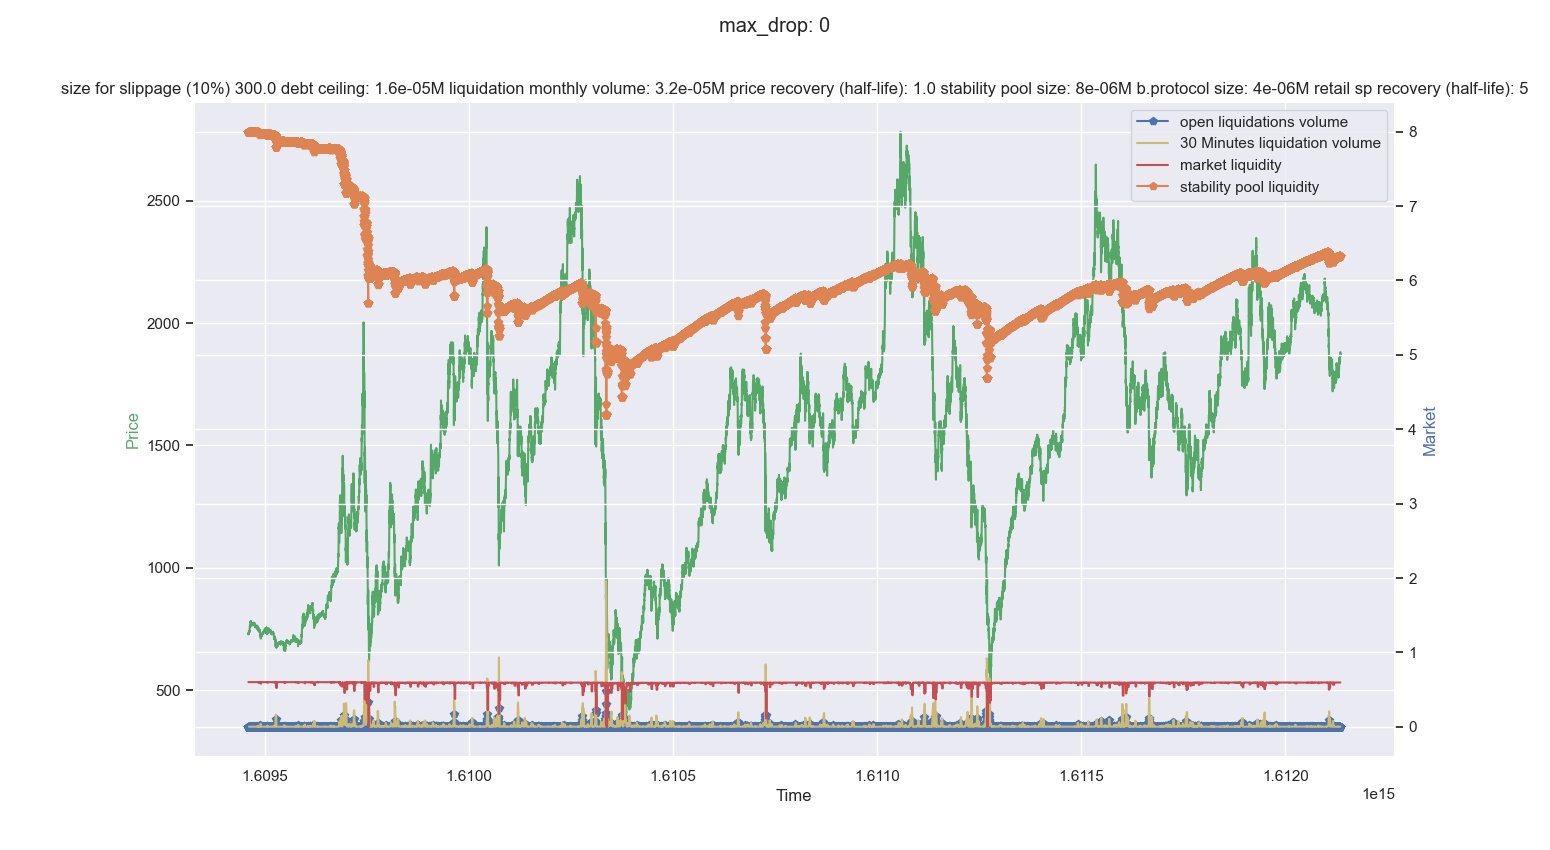 max_drop: 0
size for slippage (10%) 300.0 debt ceiling: 1.6e-05M liquidation monthly volume: 3.2e-05M price recovery (half-life): 1.0 stability pool size: 8e-06M b.protocol size: 4e-06M retail sp recovery (half-life): 5
open liquidations volume
30 Minutes liquidation volume
market liquidity
stability pool liquidity
2500
2000
1500
1000
500
Price
8
7
6
5
4
3
2
1
0
Market
1.6095 1.6100 1.6105 1.6110 1.6115 1.6120
Time
1e15